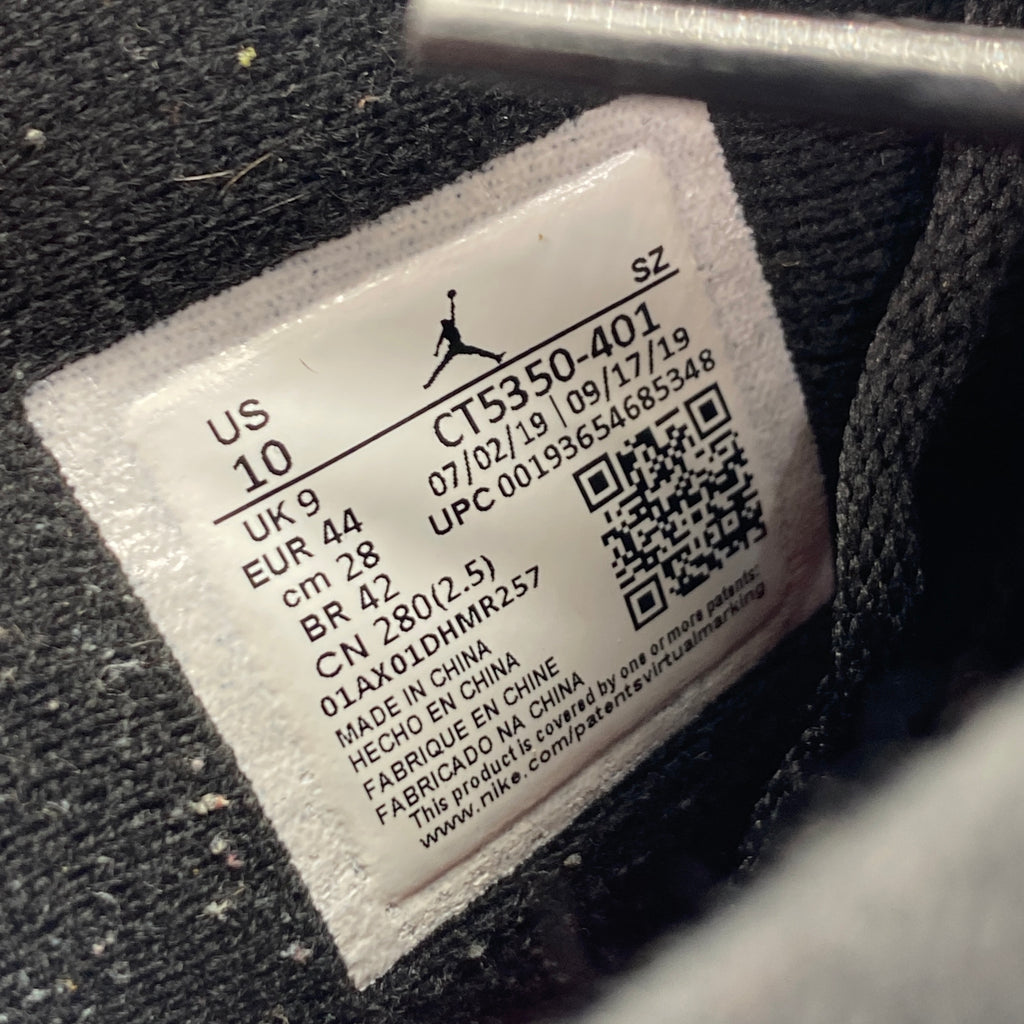 SZ
US
10
CT5350-401
07/02/19 | 09/17/19
UPC 00193654685348
UK 9
EUR 44
cm 28
BR 42
CN 280(2.5)
01AX01DHMR257
MADE IN CHINA
HECHO EN CHINA
FABRIQUE EN CHINE
FABRICADO NA CHINA
This product is covered by one or more patents:
www.nike.com/patentsvirtualmarking